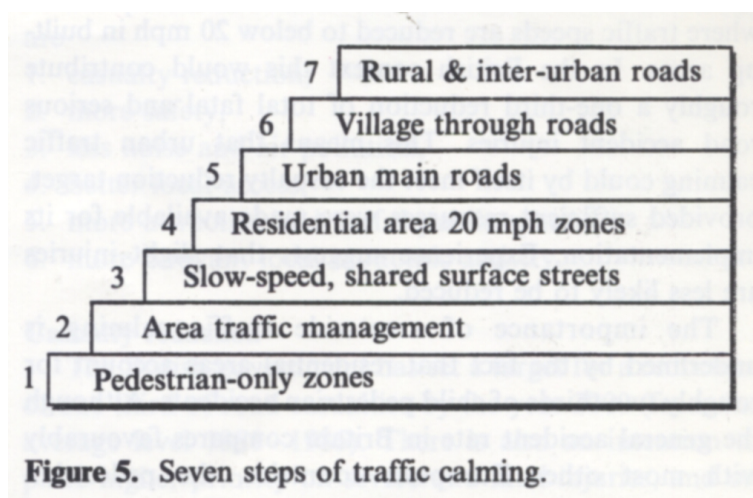 7 Rural & inter-urban roads
6 Village through roads
5 Urban main roads
4 Residential area 20 mph zones
3 Slow-speed, shared surface streets
2 Area traffic management
1 Pedestrian-only zones
Figure 5. Seven steps of traffic calming.